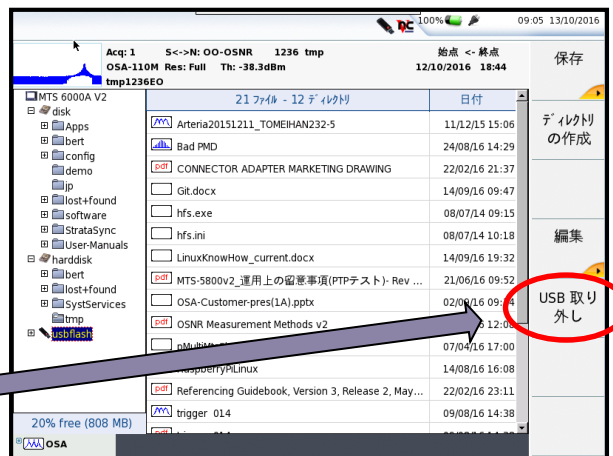 100%
09:05 13/10/2016
Acq: 1 S<->N: OO-OSNR 1236 tmp 始点 <- 終点
OSA-110M Res: Full Th: -38.3dBm 12/10/2016 18:44
tmp1236EO
保存
ディレクトリの作成
編集
USB 取り外し
MTS 6000A V2
disk
Apps
bert
config
demo
jp
lost+found
software
StrataSync
User-Manuals
harddisk
bert
lost+found
SystServices
tmp
usbflash
20% free (808 MB)
OSA
21 ファイル - 12 ディレクトリ 日付
Arteria20151211_TOMEIHAN232-5 11/12/15 15:06
Bad PMD 24/08/16 14:29
pdf CONNECTOR ADAPTER MARKETING DRAWING 22/02/16 21:37
Git.docx 14/09/16 09:47
hfs.exe 08/07/14 09:15
hfs.ini 08/07/14 10:18
LinuxKnowHow_current.docx 14/09/16 19:32
pdf MTS-5800v2_運用上の留意事項(PTPテスト)- Rev ... 21/06/16 09:52
OSA-Customer-pres(1A).pptx
pdf OSNR Measurement Methods v2
07/04/16 17:00
RaspberryPiLinux 14/08/16 16:08
pdf Referencing Guidebook, Version 3, Release 2, May... 22/02/16 23:11
trigger 014 09/08/16 14:38